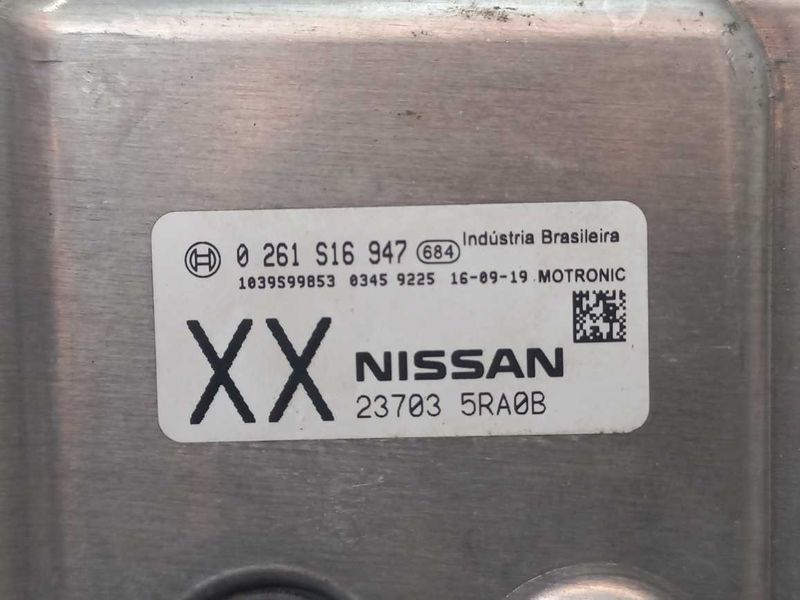 0 261 S16 947 684 Indústria Brasileira
1039S99853 0345 9225 16-09-19 MOTRONIC
XX NISSAN
23703 5RA0B